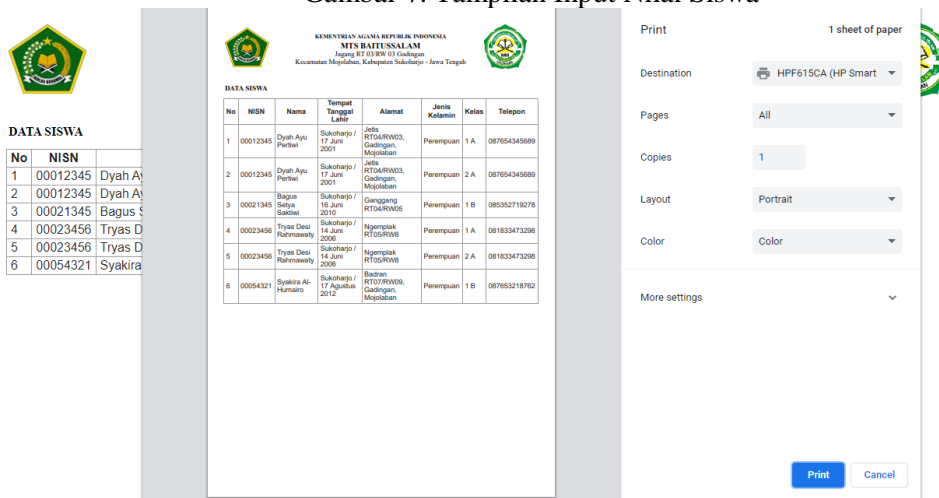 Gambar 7. Tampilan Input Nilai Siswa
DATA SISWA
No NISN
1 00012345 Dyah Ay
2 00012345 Dyah Ay
3 00021345 Bagus S
4 00023456 Tryas D
5 00023456 Tryas D
6 00054321 Syakira
KEMENTRIAN AGAMA REPUBLIK INDONESIA
MTS BAITUSSALAM
Jagang RT 03/RW 03 Gadingan
Kecamatan Mojolaban, Kabupaten Sukoharjo - Jawa Tengah
DATA SISWA
No NISN Nama Tempat Tanggal Lahir Alamat Jenis Kelamin Kelas Telepon
1 00012345 Dyah Ayu Pertiwi Sukoharjo / 17 Juni 2001 Jetis RT04/RW03, Gadingan, Mojolaban Perempuan 1 A 087654345689
2 00012345 Dyah Ayu Pertiwi Sukoharjo / 17 Juni 2001 Jetis RT04/RW03, Gadingan, Mojolaban Perempuan 2 A 087654345689
3 00021345 Bagus Setya Saktiwi Sukoharjo / 16 Juni 2010 Ganggang RT04/RW05 Perempuan 1 B 085352719278
4 00023456 Tryas Desi Rahmawaty Sukoharjo / 14 Juni 2006 Ngemplak RT05/RW8 Perempuan 1 A 081833473298
5 00023456 Tryas Desi Rahmawaty Sukoharjo / 14 Juni 2006 Ngemplak RT05/RW8 Perempuan 2 A 081833473298
6 00054321 Syakira Al-Humairo Sukoharjo / 17 Agustus 2012 Badran RT07/RW09, Gadingan, Mojolaban Perempuan 1 B 087653218762
Print 1 sheet of paper
Destination HPF615CA (HP Smart
Pages All
Copies 1
Layout Portrait
Color Color
More settings
Print Cancel